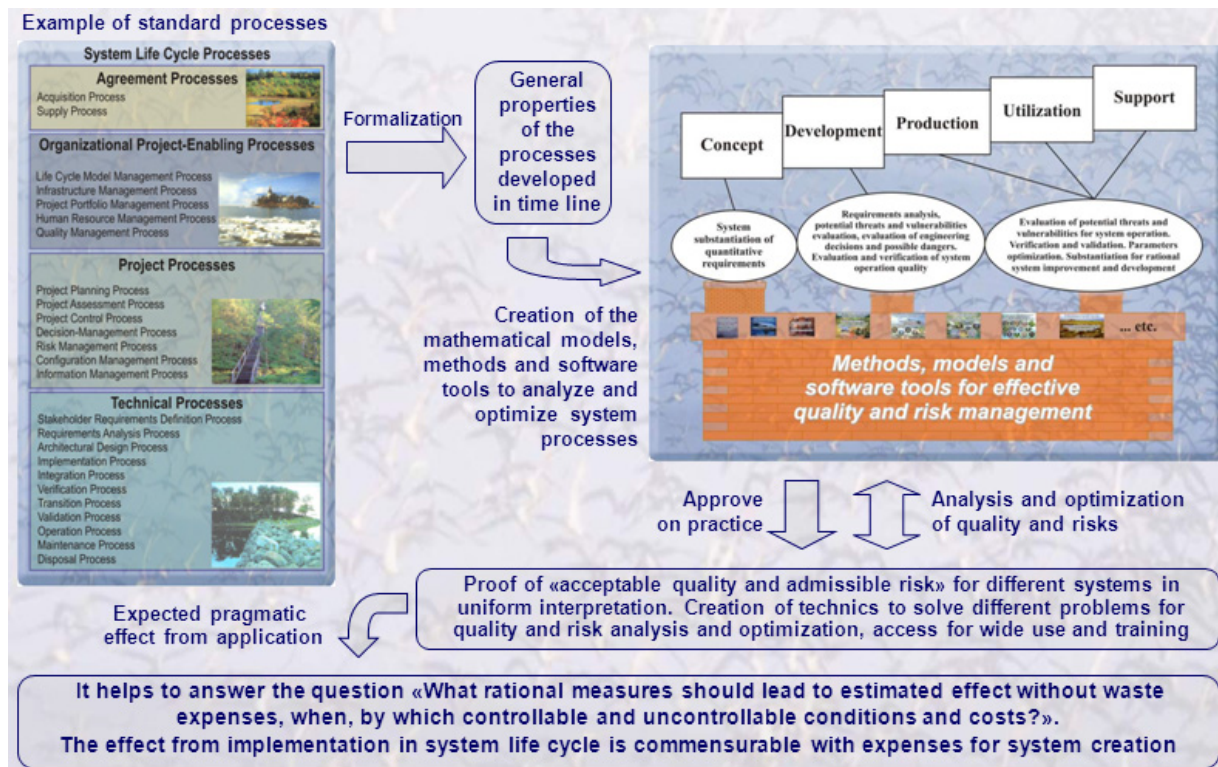 Example of standard processes
System Life Cycle Processes
Agreement Processes
Acquisition Process
Supply Process
Organizational Project-Enabling Processes
Life Cycle Model Management Process
Infrastructure Management Process
Project Portfolio Management Process
Human Resource Management Process
Quality Management Process
Project Processes
Project Planning Process
Project Assessment Process
Project Control Process
Decision-Management Process
Risk Management Process
Configuration Management Process
Information Management Process
Technical Processes
Stakeholder Requirements Definition Process
Requirements Analysis Process
Architectural Design Process
Implementation Process
Integration Process
Verification Process
Transition Process
Validation Process
Operation Process
Maintenance Process
Disposal Process
Formalization
General
properties
of the
processes
developed
in time line
Creation of the
mathematical models,
methods and software
tools to analyze and
optimize system
processes
Concept
Development
Production
Utilization
Support
System
substantiation of
quantitative
requirements
Requirements analysis,
potential threats and vulnerabilities
evaluation, evaluation of engineering
decisions and possible dangers.
Evaluation and verification of system
operation quality
Evaluation of potential threats and
vulnerabilities for system operation.
Verification and validation. Parameters
optimization. Substantiation for rational
system improvement and development
... etc.
Methods, models and
software tools for effective
quality and risk management
Approve
on practice
Analysis and optimization
of quality and risks
Proof of «acceptable quality and admissible risk» for different systems in
uniform interpretation. Creation of technics to solve different problems for
quality and risk analysis and optimization, access for wide use and training
Expected pragmatic
effect from application
It helps to answer the question «What rational measures should lead to estimated effect without waste
expenses, when, by which controllable and uncontrollable conditions and costs?».
The effect from implementation in system life cycle is commensurable with expenses for system creation